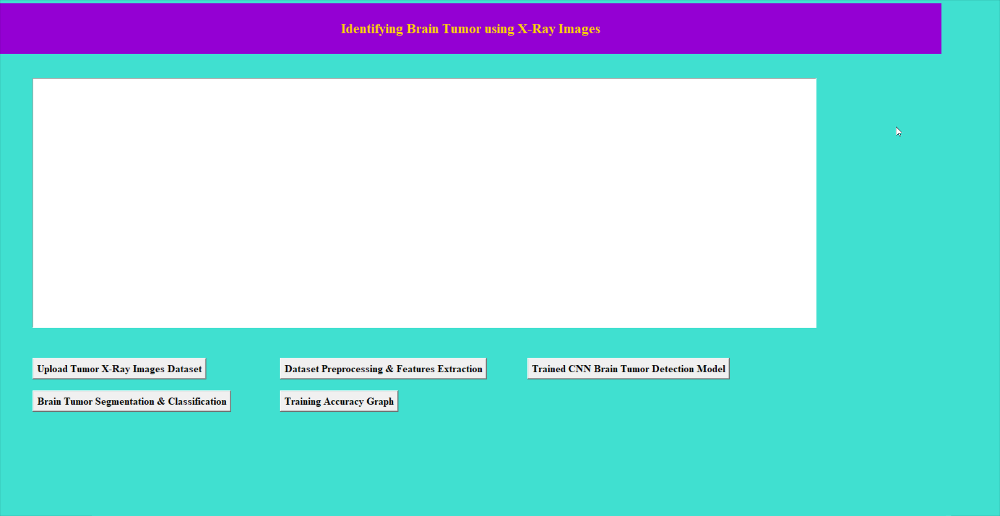 Identifying Brain Tumor using X-Ray Images
Upload Tumor X-Ray Images Dataset
Dataset Preprocessing & Features Extraction
Trained CNN Brain Tumor Detection Model
Brain Tumor Segmentation & Classification
Training Accuracy Graph